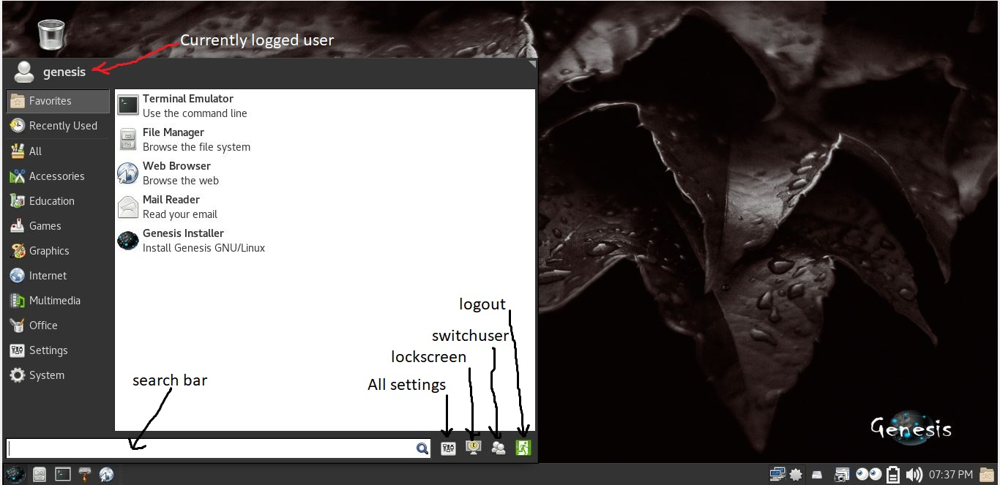 Currently logged user
genesis
Favorites
Recently Used
All
Accessories
Education
Games
Graphics
Internet
Multimedia
Office
Settings
System
Terminal Emulator
Use the command line
File Manager
Browse the file system
Web Browser
Browse the web
Mail Reader
Read your email
Genesis Installer
Install Genesis GNU/Linux
logout
switchuser
lockscreen
All settings
search bar
Genesis
07:37 PM